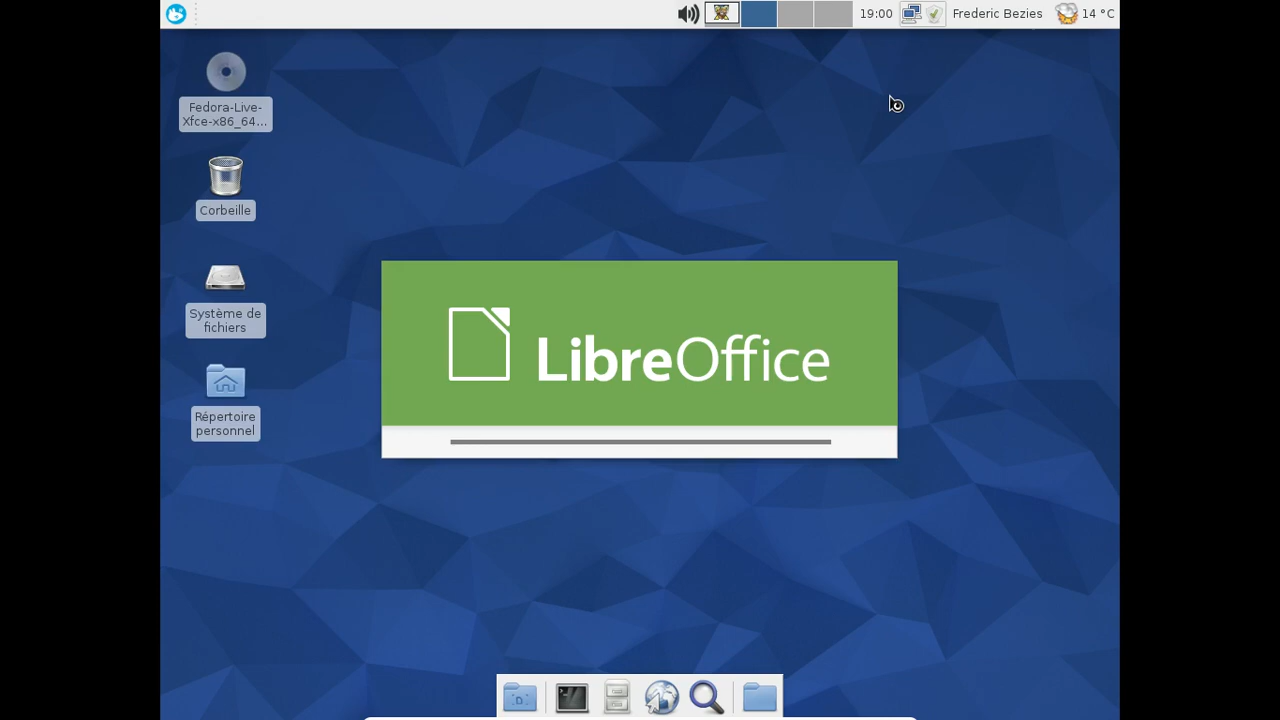 19:00
Frederic Bezies
14 °C
Fedora-Live-
Xfce-x86_64...
Corbeille
Système de
fichiers
Répertoire
personnel
LibreOffice